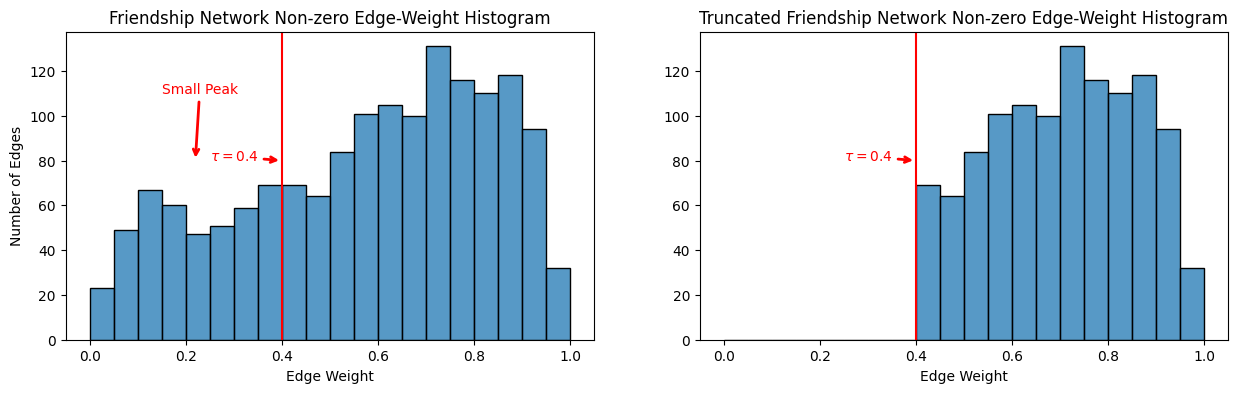 Friendship Network Non-zero Edge-Weight Histogram
Number of Edges
120
100
80
60
40
20
0
Small Peak
τ = 0.4
0.0 0.2 0.4 0.6 0.8 1.0
Edge Weight
Truncated Friendship Network Non-zero Edge-Weight Histogram
120
100
80
60
40
20
0
τ = 0.4
0.0 0.2 0.4 0.6 0.8 1.0
Edge Weight